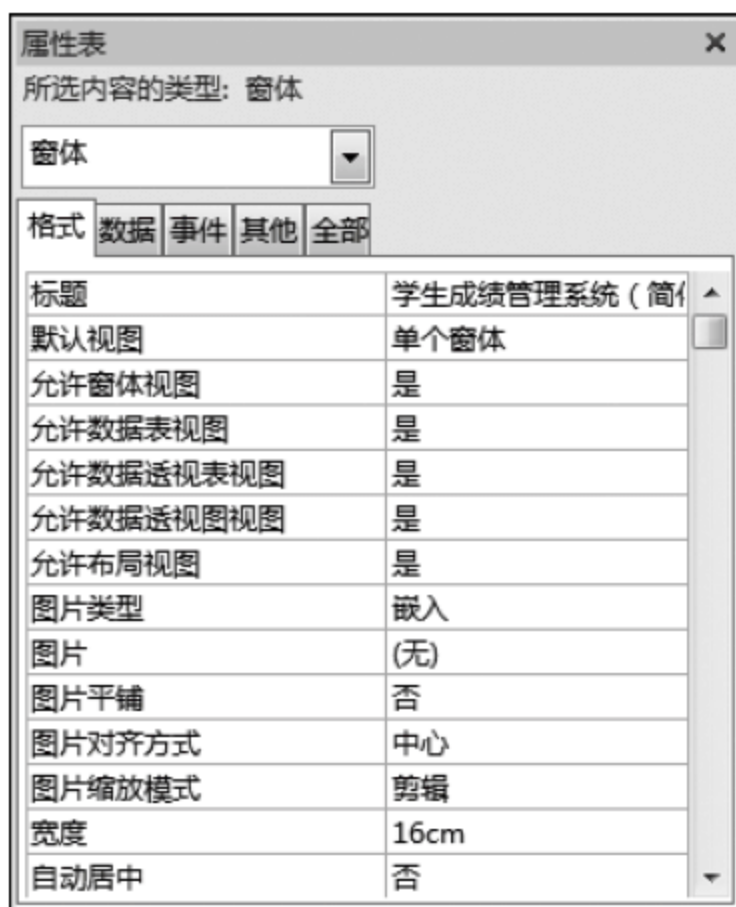 属性表
所选内容的类型: 窗体
窗体
格式 数据 事件 其他 全部
标题 学生成绩管理系统（简
默认视图 单个窗体
允许窗体视图 是
允许数据表视图 是
允许数据透视表视图 是
允许数据透视图视图 是
允许布局视图 是
图片类型 嵌入
图片 (无)
图片平铺 否
图片对齐方式 中心
图片缩放模式 剪辑
宽度 16cm
自动居中 否